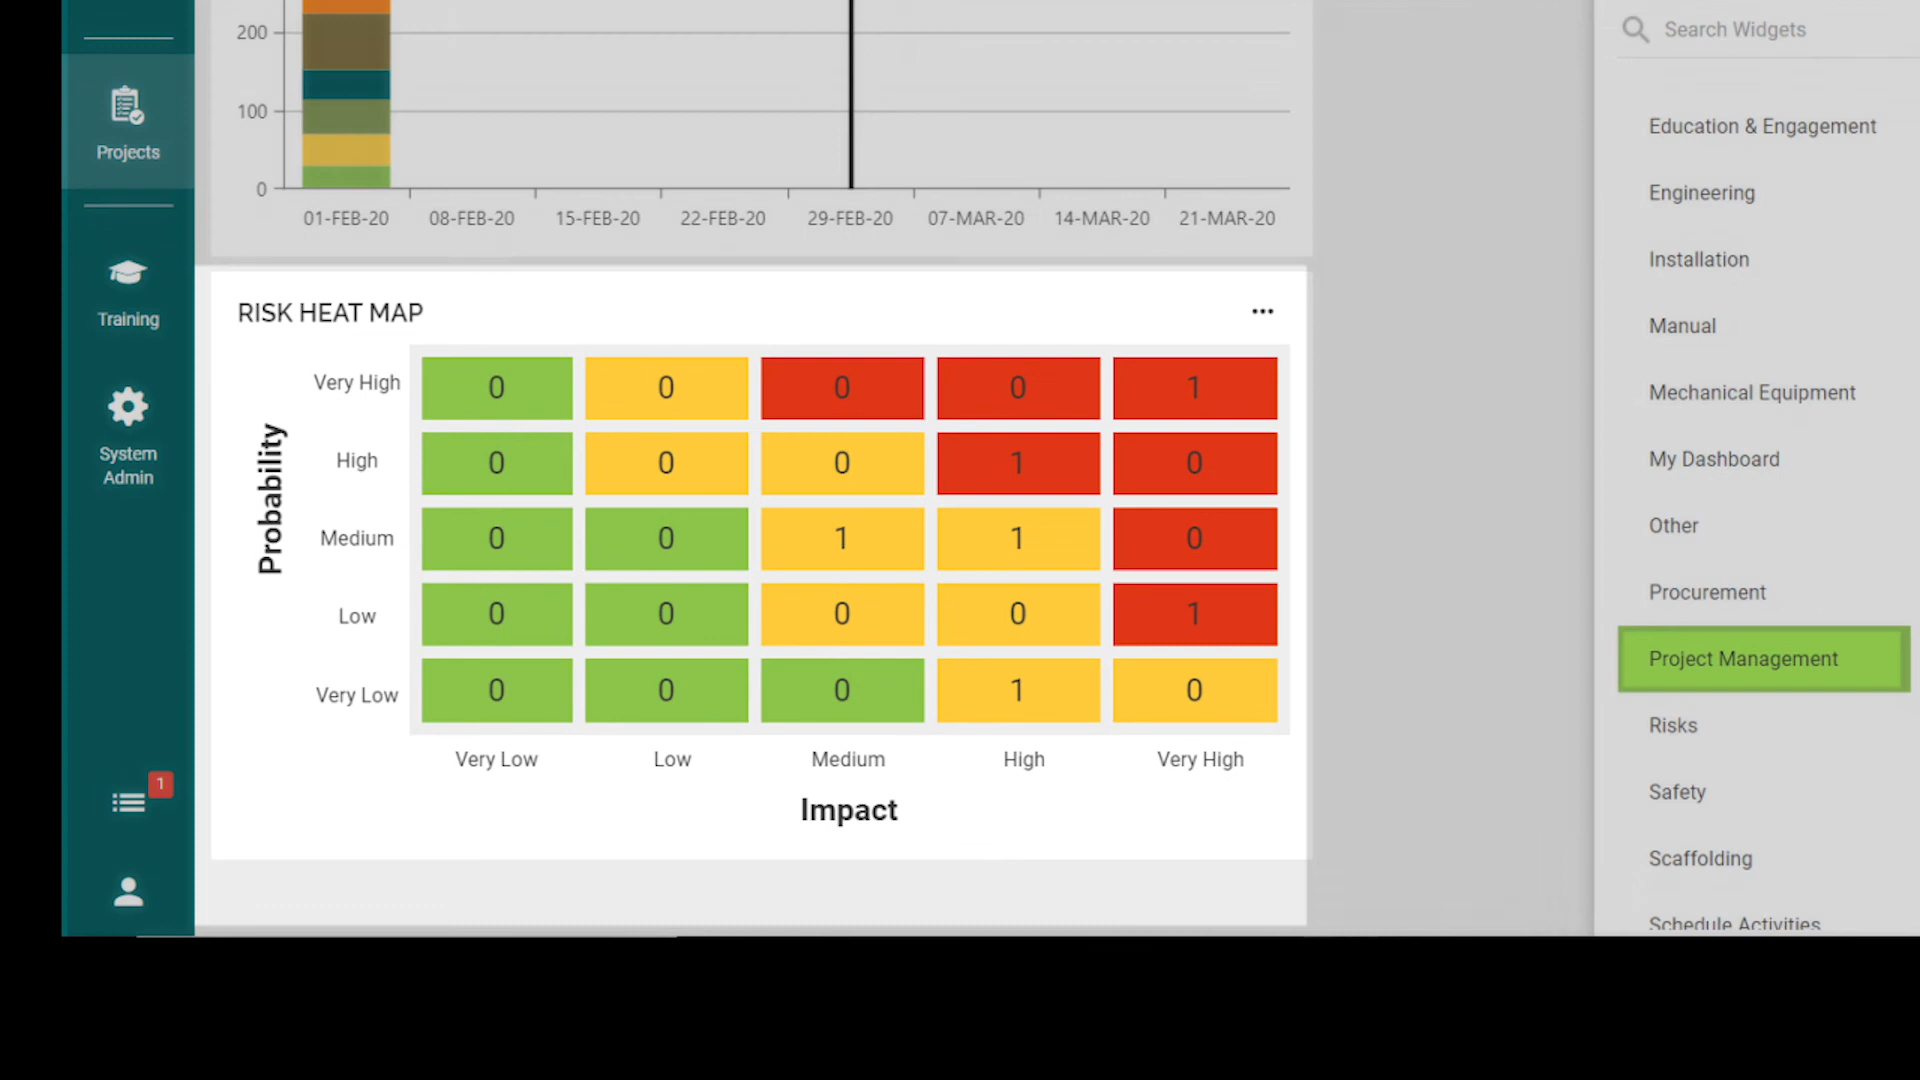 200
100
0
01-FEB-20 08-FEB-20 15-FEB-20 22-FEB-20 29-FEB-20 07-MAR-20 14-MAR-20 21-MAR-20
Projects
Training
System
Admin
1
RISK HEAT MAP
Probability
Very High 0 0 0 0 1
High 0 0 0 1 0
Medium 0 0 1 1 0
Low 0 0 0 0 1
Very Low 0 0 0 1 0
Very Low Low Medium High Very High
Impact
Search Widgets
Education & Engagement
Engineering
Installation
Manual
Mechanical Equipment
My Dashboard
Other
Procurement
Project Management
Risks
Safety
Scaffolding
Schedule Activities